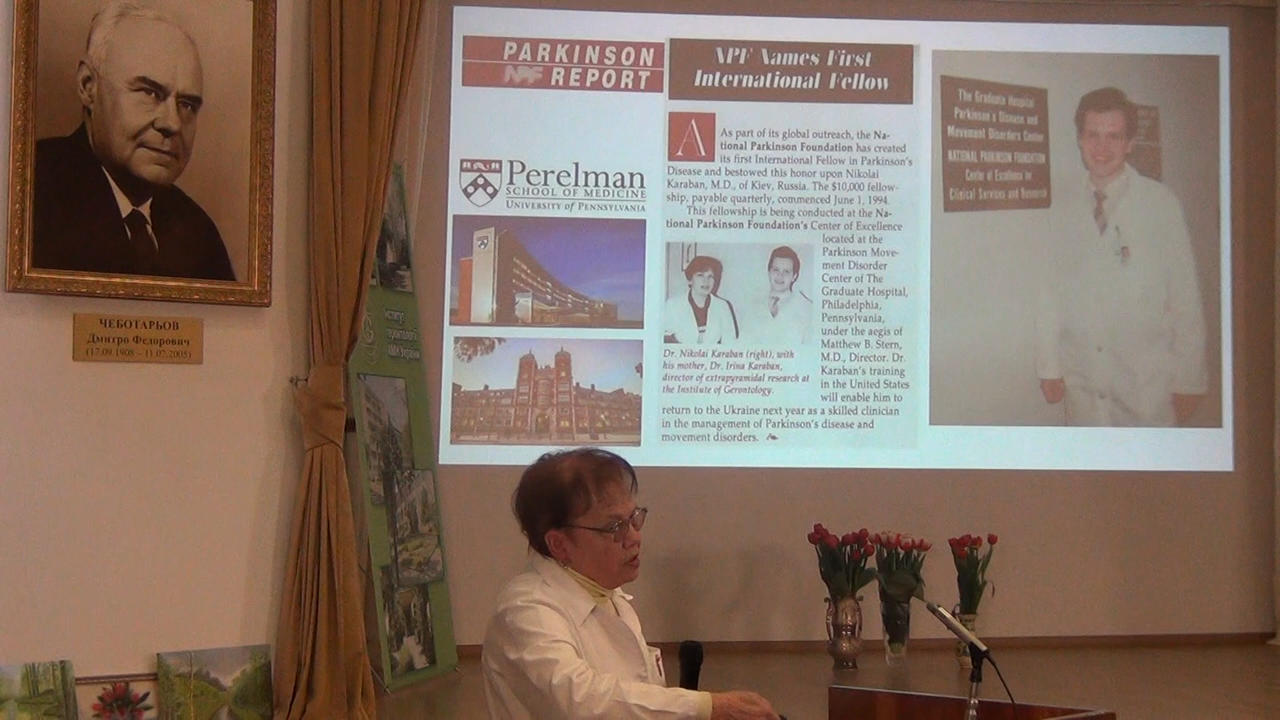 ЧЕБОТАРЬОВ
Дмитро Федорович
(17.09.1908 – 11.02.2005)
PARKINSON
NPF REPORT
Perelman
SCHOOL OF MEDICINE
UNIVERSITY of PENNSYLVANIA
NPF Names First
International Fellow
A
As part of its global outreach, the Na-
tional Parkinson Foundation has created
its first International Fellow in Parkinson's
Disease and bestowed this honor upon Nikolai
Karaban, M.D., of Kiev, Russia. The $10,000 fellow-
ship, payable quarterly, commenced June 1, 1994.
This fellowship is being conducted at the Na-
tional Parkinson Foundation's Center of Excellence
located at the
Parkinson Move-
ment Disorder
Center of The
Graduate Hospital,
Philadelphia,
Pennsylvania,
under the aegis of
Matthew B. Stern,
M.D., Director. Dr.
Karaban's training
in the United States
will enable him to
return to the Ukraine next year as a skilled clinician
in the management of Parkinson's disease and
movement disorders.
Dr. Nikolai Karaban (right), with
his mother, Dr. Irina Karaban,
director of extrapyramidal research at
the Institute of Gerontology.
The Graduate Hospital
Parkinson's Disease and
Movement Disorders Center
NATIONAL PARKINSON FOUNDATION
Center of Excellence for
Clinical Services and Research